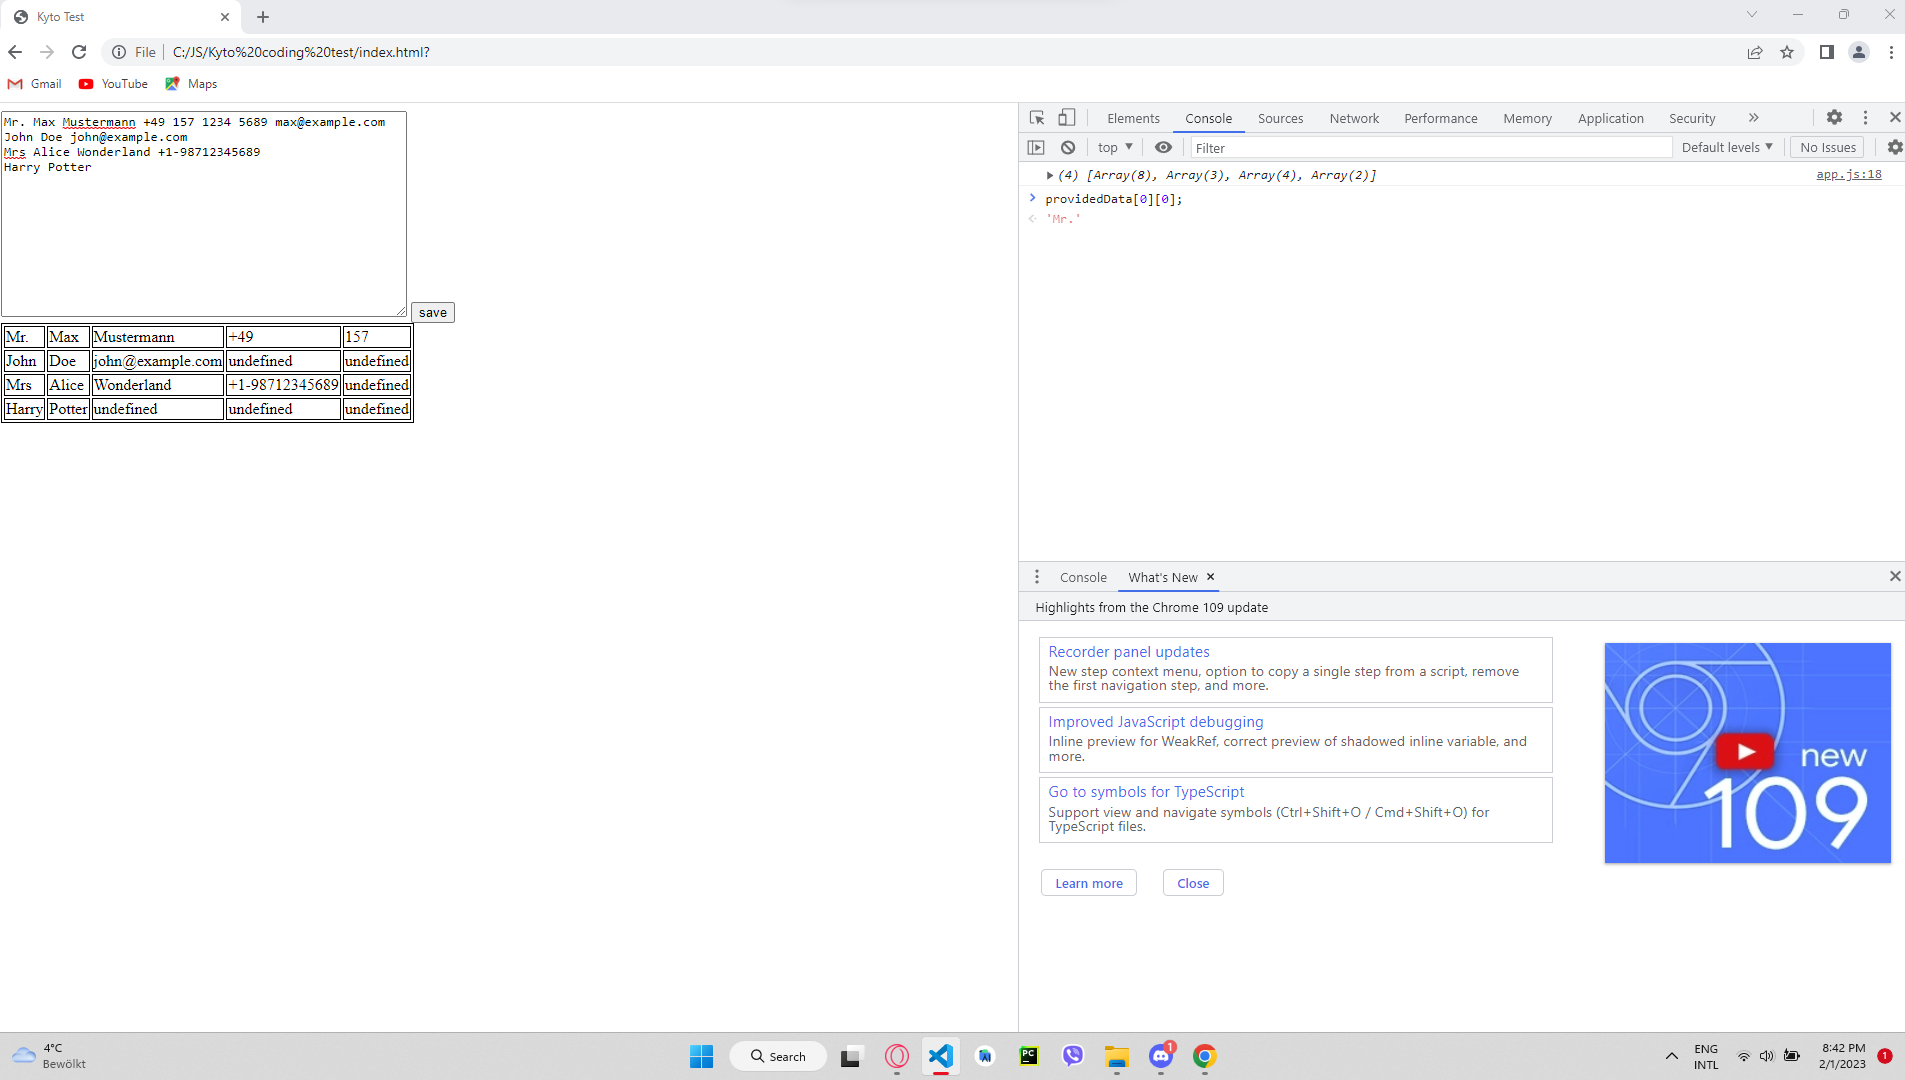 Kyto Test
File
C:/JS/Kyto%20coding%20test/index.html?
Gmail YouTube Maps
Mr. Max Mustermann +49 157 1234 5689 max@example.com
John Doe john@example.com
Mrs Alice Wonderland +1-98712345689
Harry Potter
save
Mr. Max Mustermann +49 157
John Doe john@example.com undefined undefined
Mrs Alice Wonderland +1-98712345689 undefined
Harry Potter undefined undefined undefined
Elements Console Sources Network Performance Memory Application Security
top Filter Default levels No Issues
(4) [Array(8), Array(3), Array(4), Array(2)] app.js:18
providedData[0][0];
'Mr.'
Console What's New
Highlights from the Chrome 109 update
Recorder panel updates
New step context menu, option to copy a single step from a script, remove
the first navigation step, and more.
Improved JavaScript debugging
Inline preview for WeakRef, correct preview of shadowed inline variable, and
more.
Go to symbols for TypeScript
Support view and navigate symbols (Ctrl+Shift+O / Cmd+Shift+O) for
TypeScript files.
new
109
Learn more Close
4°C
Bewölkt
Search
PC
1
ENG
INTL
8:42 PM
2/1/2023
1